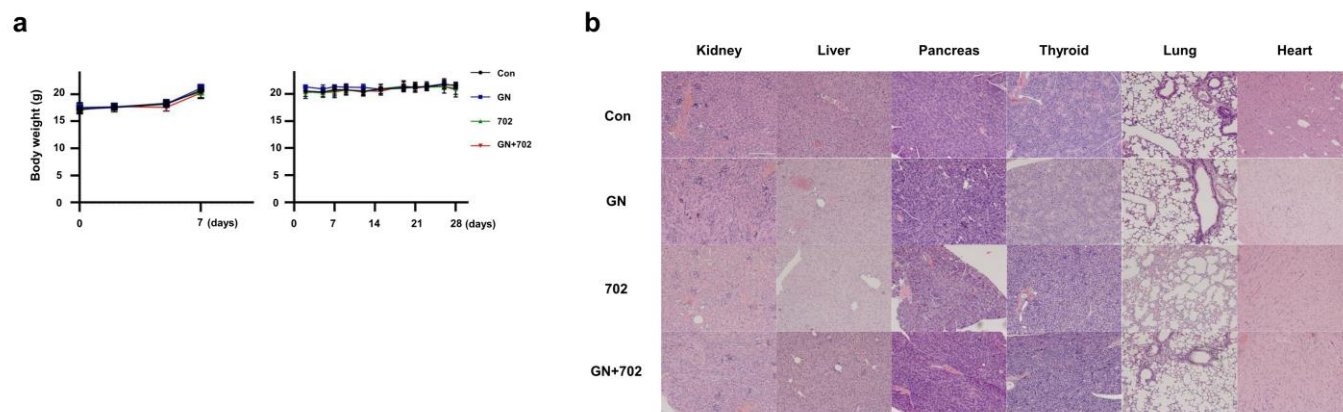 a
Body weight (g)
20
15
10
5
0
0
7 (days)
20
15
10
5
0
0
7
14
21
28 (days)
Con
GN
702
GN+702
b
Kidney
Liver
Pancreas
Thyroid
Lung
Heart
Con
GN
702
GN+702